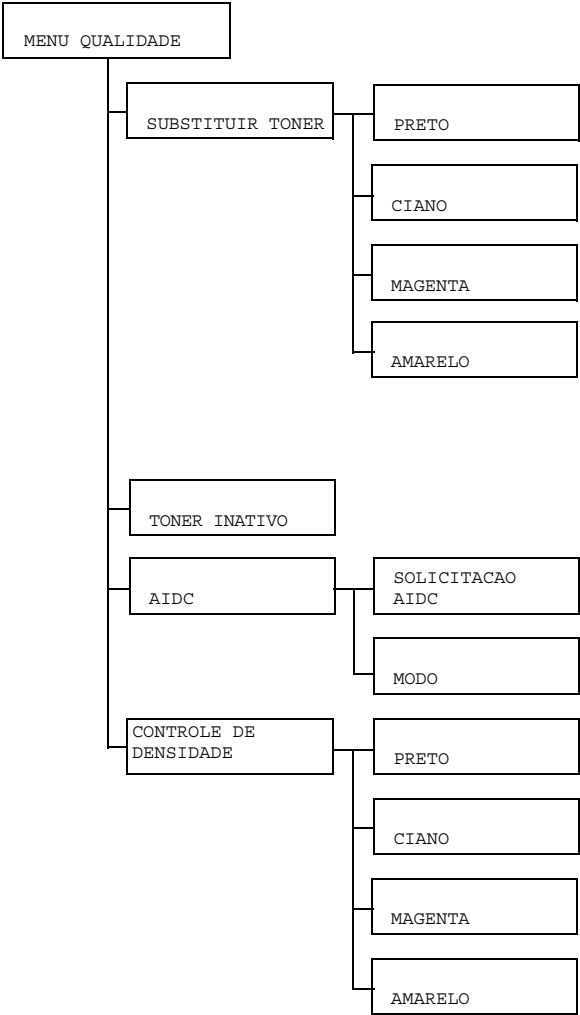 MENU QUALIDADE
SUBSTITUIR TONER
PRETO
CIANO
MAGENTA
AMARELO
TONER INATIVO
AIDC
SOLICITACAO
AIDC
MODO
CONTROLE DE
DENSIDADE
PRETO
CIANO
MAGENTA
AMARELO